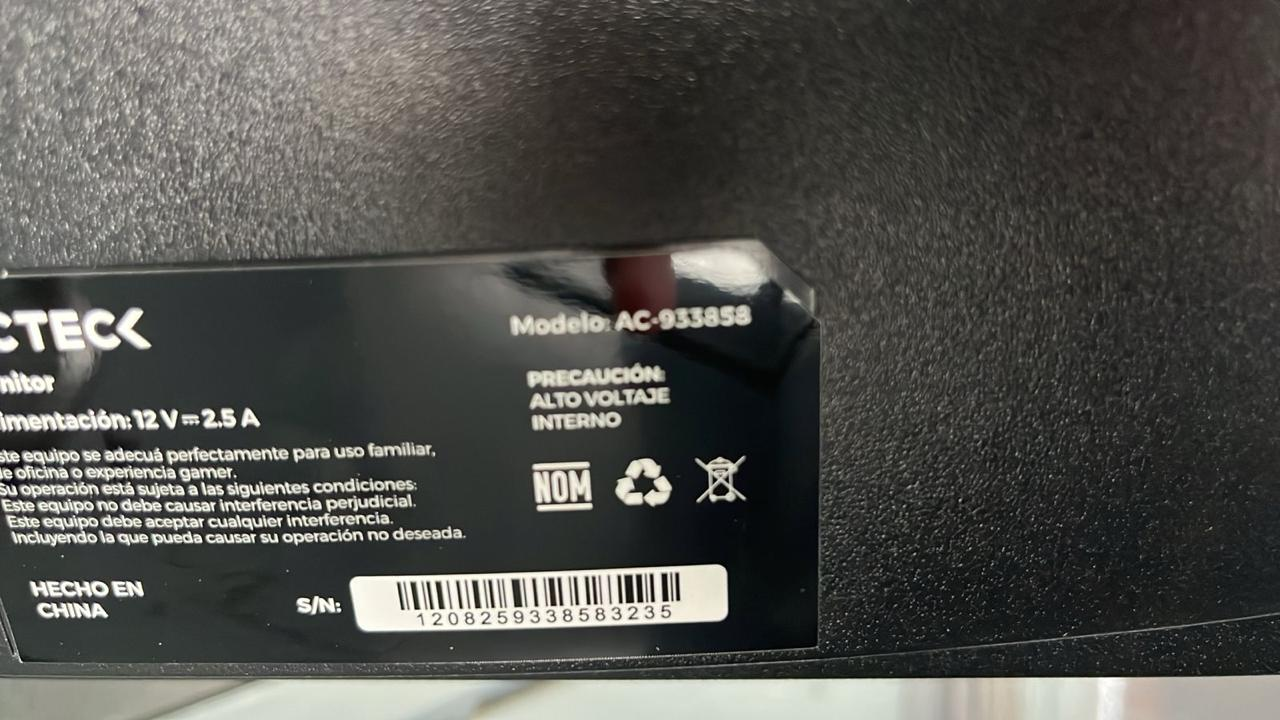 CTECK
nitor
imentación: 12 V⎓2.5 A
ste equipo se adecuá perfectamente para uso familiar,
e oficina o experiencia gamer.
Su operación está sujeta a las siguientes condiciones:
Este equipo no debe causar interferencia perjudicial.
Este equipo debe aceptar cualquier interferencia.
Incluyendo la que pueda causar su operación no deseada.
HECHO EN
CHINA
Modelo: AC-933858
PRECAUCIÓN:
ALTO VOLTAJE
INTERNO
NOM
S/N:
1208259338583235